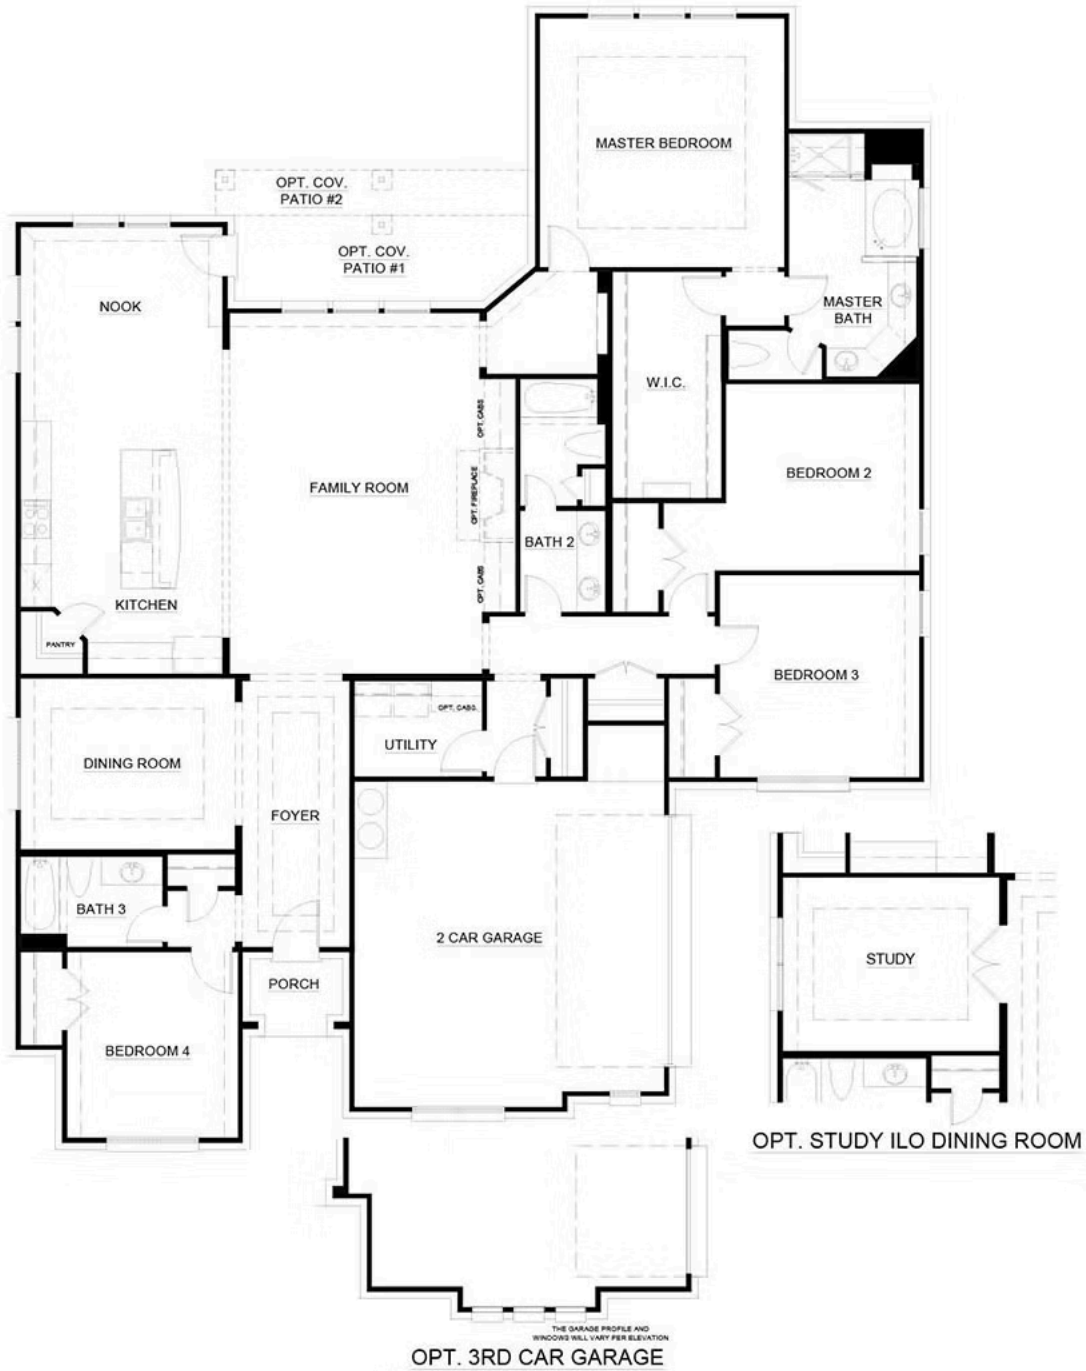 MASTER BEDROOM
OPT. COV.
PATIO #2
OPT. COV.
PATIO #1
NOOK
MASTER
BATH
W.I.C.
OPT. CABS
FAMILY ROOM
OPT. FIREPLACE
BEDROOM 2
BATH 2
OPT. CABS
KITCHEN
PANTRY
BEDROOM 3
OPT. CABS.
UTILITY
DINING ROOM
FOYER
BATH 3
2 CAR GARAGE
STUDY
PORCH
BEDROOM 4
OPT. STUDY ILO DINING ROOM
THE GARAGE PROFILE AND
WINDOWS WILL VARY PER ELEVATION
OPT. 3RD CAR GARAGE